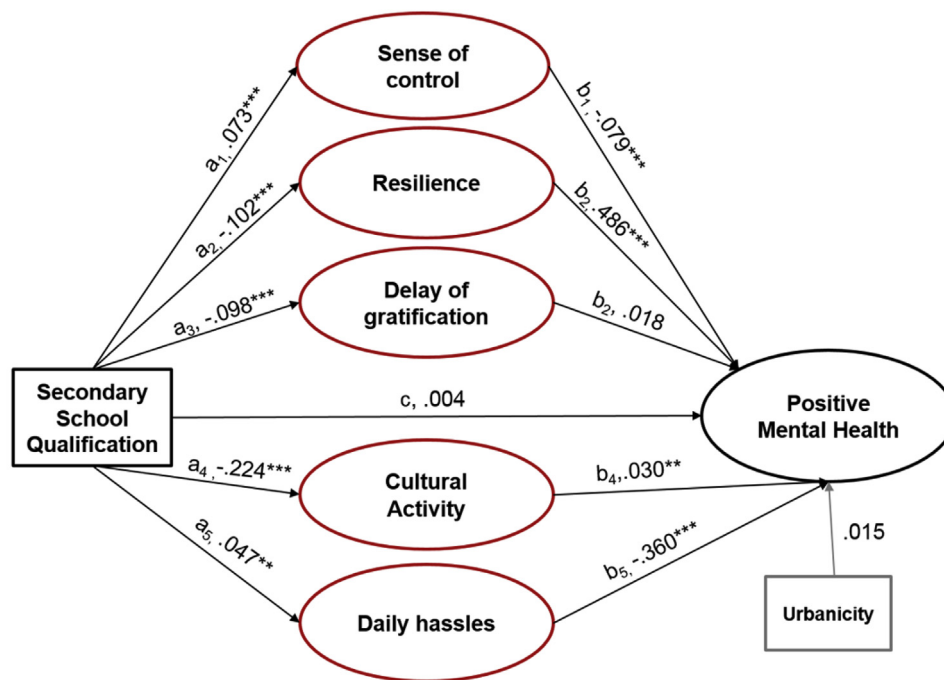 Sense of
control
a1, .073***
b1, -.079***
Resilience
a2, -.102***
b2, .486***
Delay of
gratification
a3, -.098***
b2, .018
Secondary
School
Qualification
c, .004
Positive
Mental Health
a4, -.224***
Cultural
Activity
b4,.030**
a5, .047**
Daily hassles
b5, -.360***
.015
Urbanicity